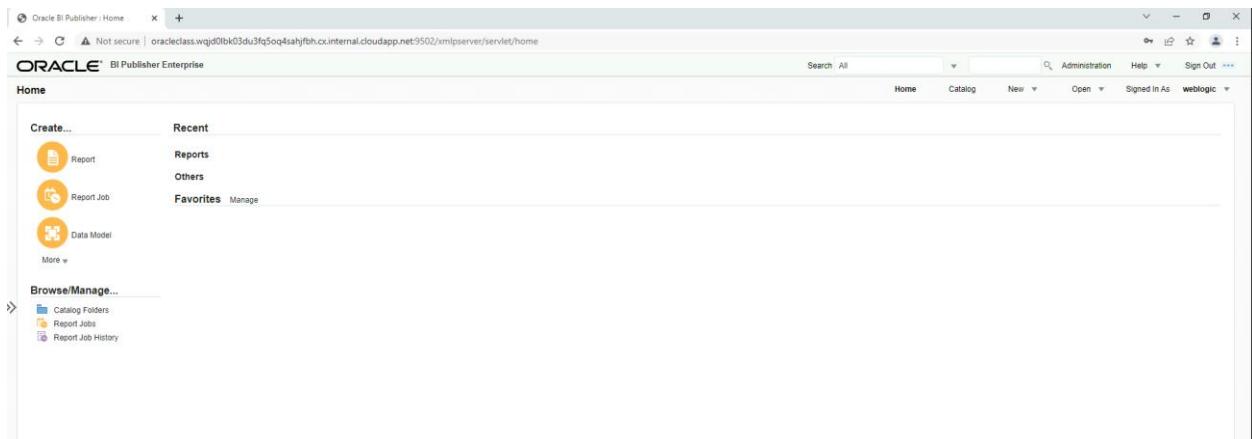 Oracle BI Publisher : Home
Not secure | oracleclass.wqjd0lbk03du3fq5oq4sahjfbh.cx.internal.cloudapp.net:9502/xmlpserver/servlet/home
ORACLE BI Publisher Enterprise Search All Administration Help Sign Out
Home Home Catalog New Open Signed In As weblogic
Create...
Report
Report Job
Data Model
More
Browse/Manage...
Catalog Folders
Report Jobs
Report Job History
Recent
Reports
Others
Favorites Manage